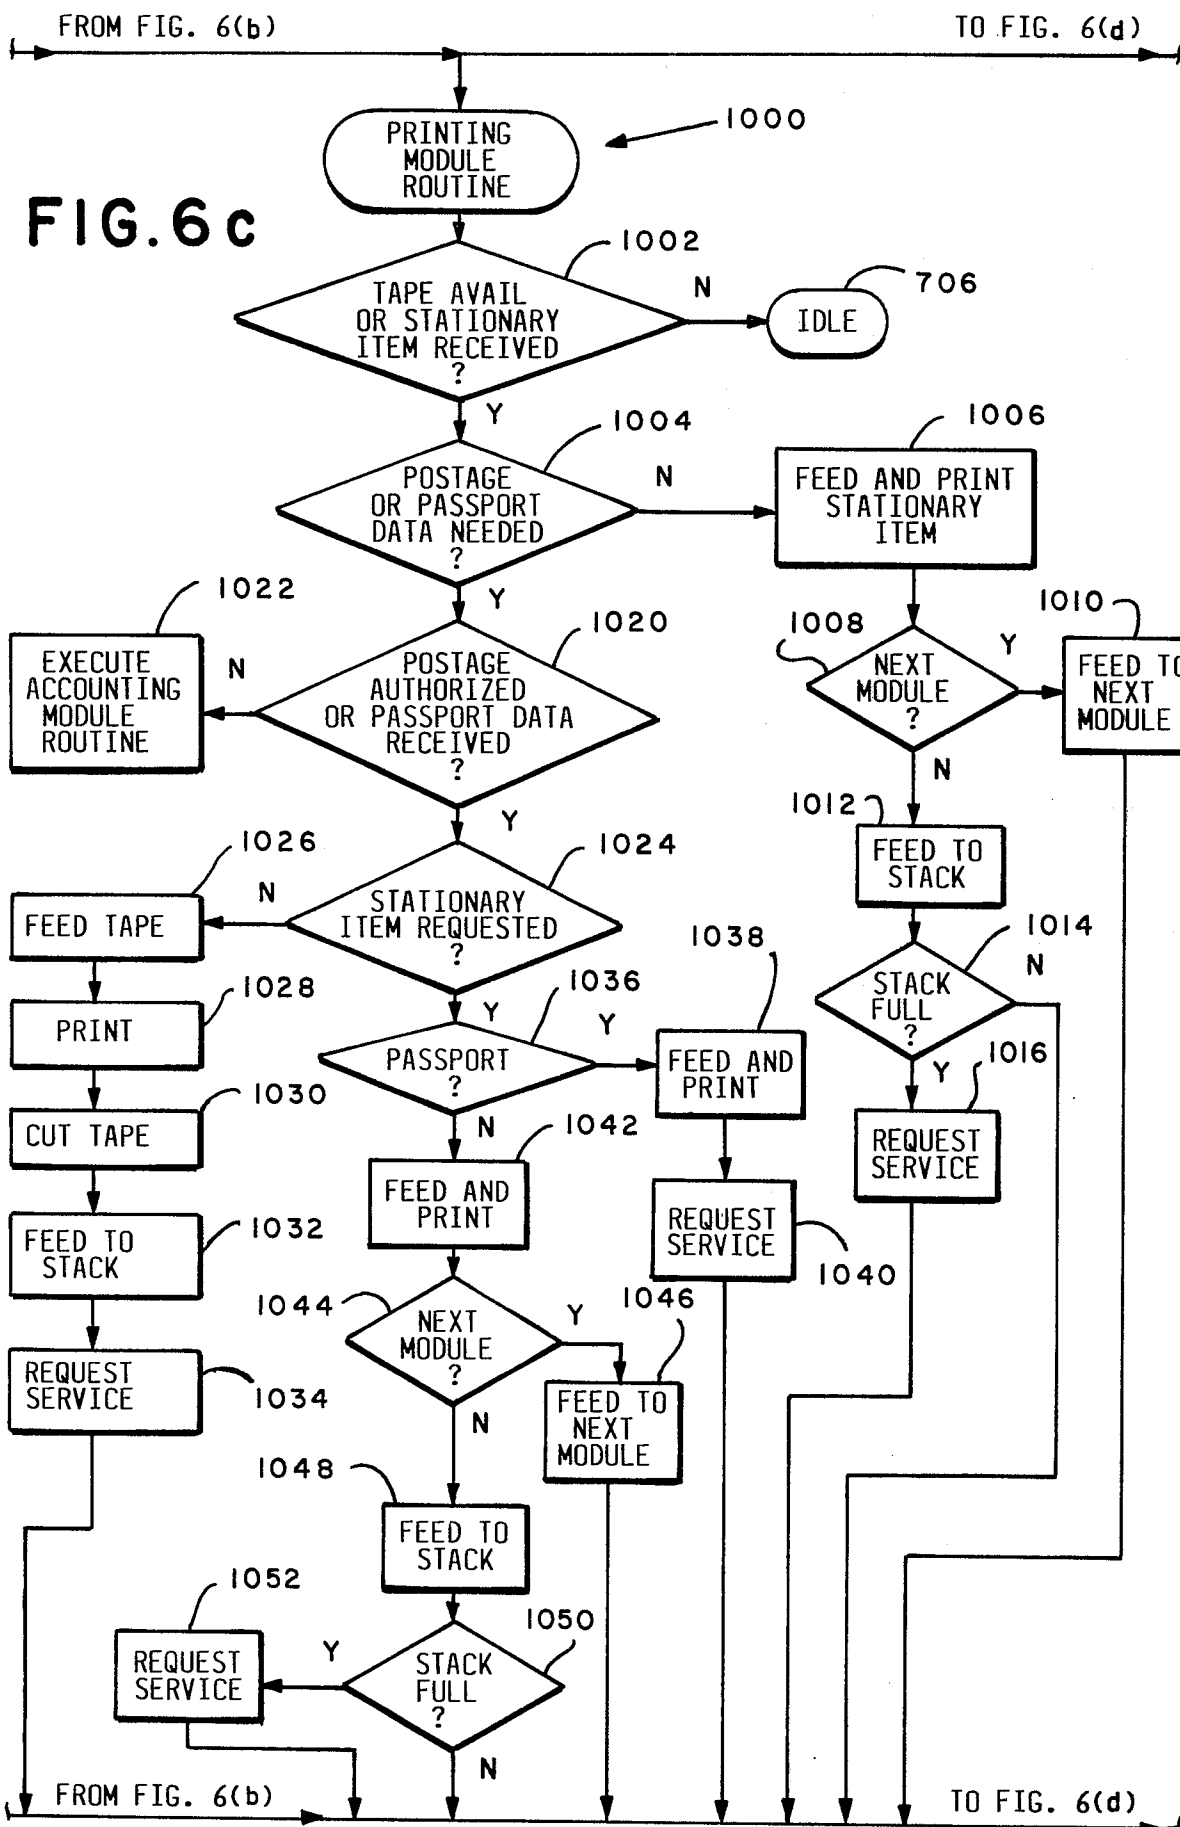 FROM FIG. 6(b)
TO FIG. 6(d)
PRINTING
MODULE
ROUTINE
1000
FIG.6c
1002
TAPE AVAIL
OR STATIONARY
ITEM RECEIVED
?
N
706
IDLE
Y
1004
POSTAGE
OR PASSPORT
DATA NEEDED
?
N
1006
FEED AND PRINT
STATIONARY
ITEM
Y
1022
EXECUTE
ACCOUNTING
MODULE
ROUTINE
N
1020
POSTAGE
AUTHORIZED
OR PASSPORT DATA
RECEIVED
?
1008
NEXT
MODULE
?
Y
1010
FEED TO
NEXT
MODULE
N
Y
1012
FEED TO
STACK
1026
FEED TAPE
N
1024
STATIONARY
ITEM REQUESTED
?
1014
STACK
FULL
?
N
1028
PRINT
Y
1036
PASSPORT
?
Y
1038
FEED AND
PRINT
Y
1016
REQUEST
SERVICE
1030
CUT TAPE
N
1042
FEED AND
PRINT
1032
FEED TO
STACK
REQUEST
SERVICE
1040
1044
NEXT
MODULE
?
Y
1046
FEED TO
NEXT
MODULE
REQUEST
SERVICE
1034
N
1048
FEED TO
STACK
1052
REQUEST
SERVICE
Y
1050
STACK
FULL
?
N
FROM FIG. 6(b)
TO FIG. 6(d)